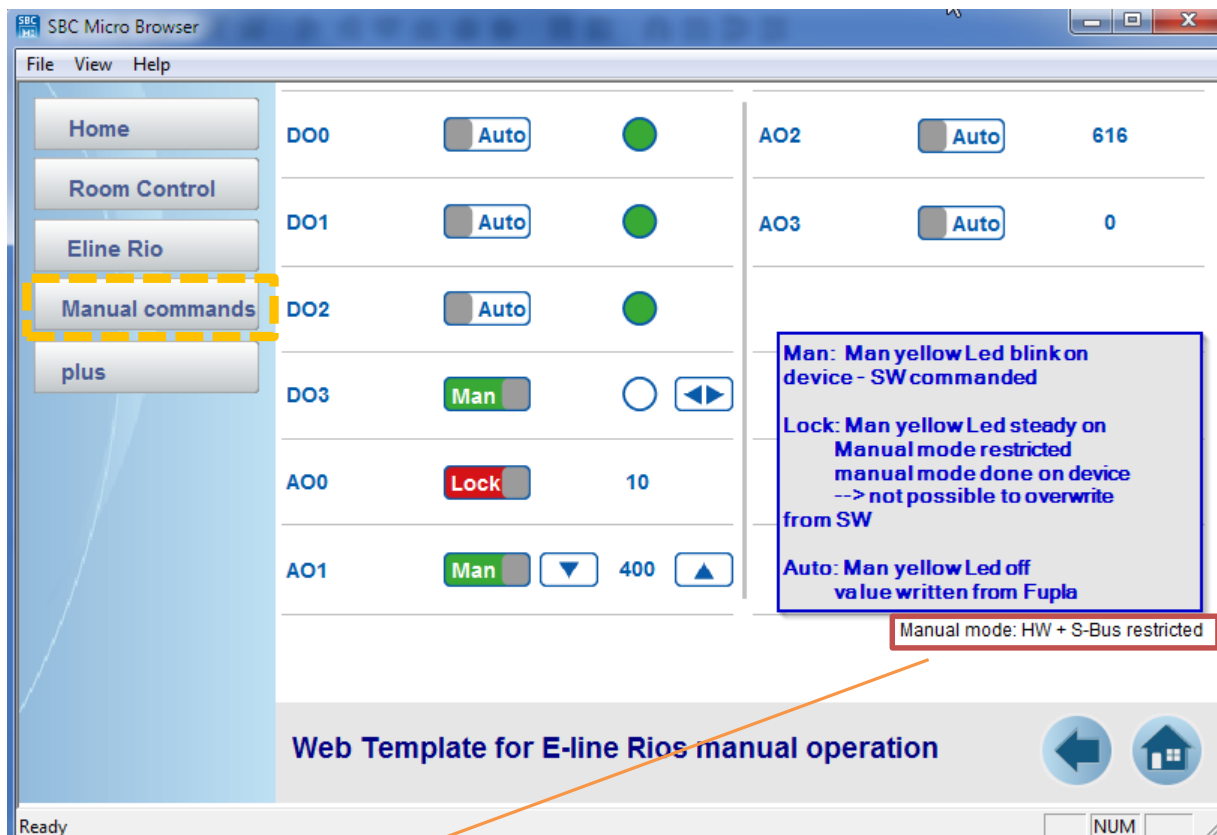 SBC Micro Browser
File View Help
Home
Room Control
Eline Rio
Manual commands
plus
DO0 Auto
DO1 Auto
DO2 Auto
DO3 Man
AO0 Lock 10
AO1 Man 400
AO2 Auto 616
AO3 Auto 0
Man: Man yellow Led blink on
device - SW commanded
Lock: Man yellow Led steady on
Manual mode restricted
manual mode done on device
--> not possible to overwrite
from SW
Auto: Man yellow Led off
value written from Fupla
Manual mode: HW + S-Bus restricted
Web Template for E-line Rios manual operation
Ready NUM